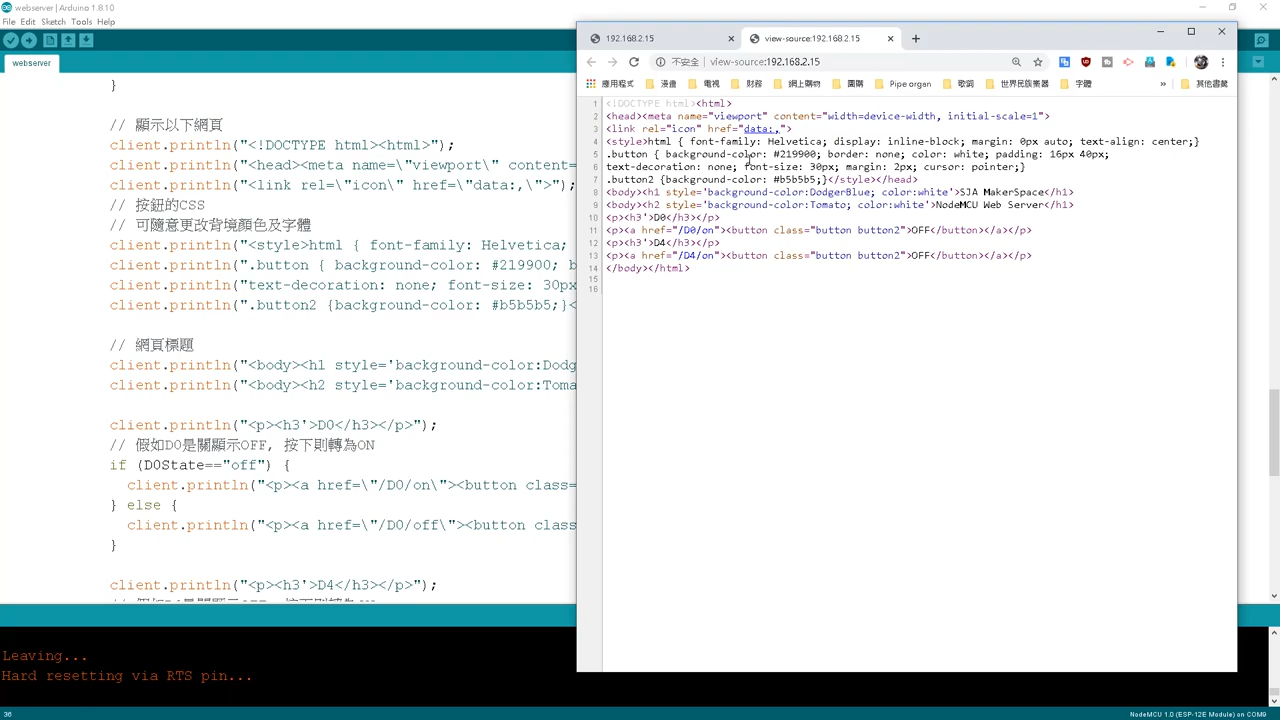 webserver | Arduino 1.8.10
File Edit Sketch Tools Help
webserver
}
// 顯示以下網頁
client.println("<!DOCTYPE html><html>");
client.println("<head><meta name=\"viewport\" content=
client.println("<link rel=\"icon\" href=\"data:,\">");
// 按鈕的CSS
// 可隨意更改背境顏色及字體
client.println("<style>html { font-family: Helvetica;
client.println(".button { background-color: #219900; b
client.println("text-decoration: none; font-size: 30px
client.println(".button2 {background-color: #b5b5b5;}<
// 網頁標題
client.println("<body><h1 style='background-color:Dodg
client.println("<body><h2 style='background-color:Toma
client.println("<p><h3'>D0</h3></p>");
// 假如D0是關顯示OFF, 按下則轉為ON
if (D0State=="off") {
client.println("<p><a href=\"/D0/on\"><button class=
} else {
client.println("<p><a href=\"/D0/off\"><button class
}
client.println("<p><h3'>D4</h3></p>");
Leaving...
Hard resetting via RTS pin...
36
NodeMCU 1.0 (ESP-12E Module) on COM9
192.168.2.15
view-source:192.168.2.15
不安全 | view-source:192.168.2.15
應用程式 漫畫 電視 財務 網上購物 團購 Pipe organ 歌詞 世界民族樂器 字體 » 其他書籤
1 <!DOCTYPE html><html>
2 <head><meta name="viewport" content="width=device-width, initial-scale=1">
3 <link rel="icon" href="data:,">
4 <style>html { font-family: Helvetica; display: inline-block; margin: 0px auto; text-align: center;}
5 .button { background-color: #219900; border: none; color: white; padding: 16px 40px;
6 text-decoration: none; font-size: 30px; margin: 2px; cursor: pointer;}
7 .button2 {background-color: #b5b5b5;}</style></head>
8 <body><h1 style='background-color:DodgerBlue; color:white'>SJA MakerSpace</h1>
9 <body><h2 style='background-color:Tomato; color:white'>NodeMCU Web Server</h1>
10 <p><h3'>D0</h3></p>
11 <p><a href="/D0/on"><button class="button button2">OFF</button></a></p>
12 <p><h3'>D4</h3></p>
13 <p><a href="/D4/on"><button class="button button2">OFF</button></a></p>
14 </body></html>
15
16